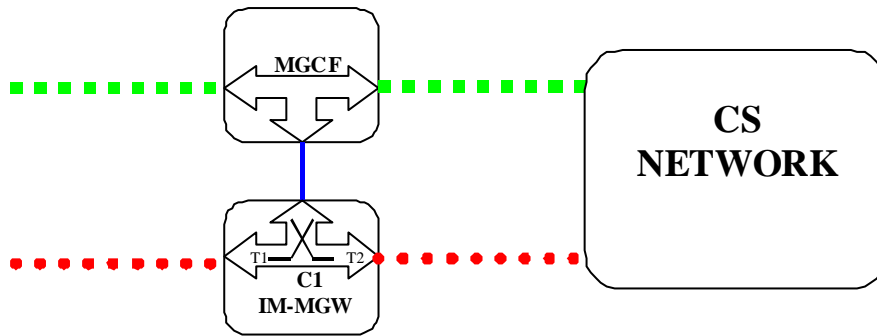 MGCF
CS
NETWORK
T1 T2
C1
IM-MGW